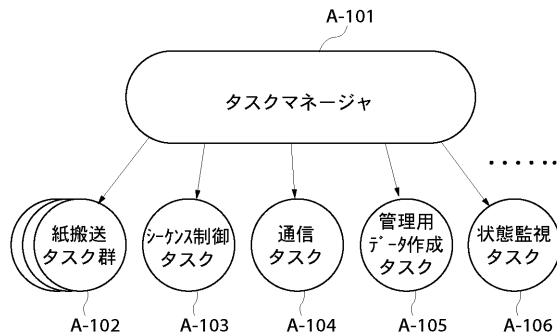 A-101
タスクマネージャ
......
紙搬送
タスク群
シーケンス制御
タスク
通信
タスク
管理用
データ作成
タスク
状態監視
タスク
A-102
A-103
A-104
A-105
A-106